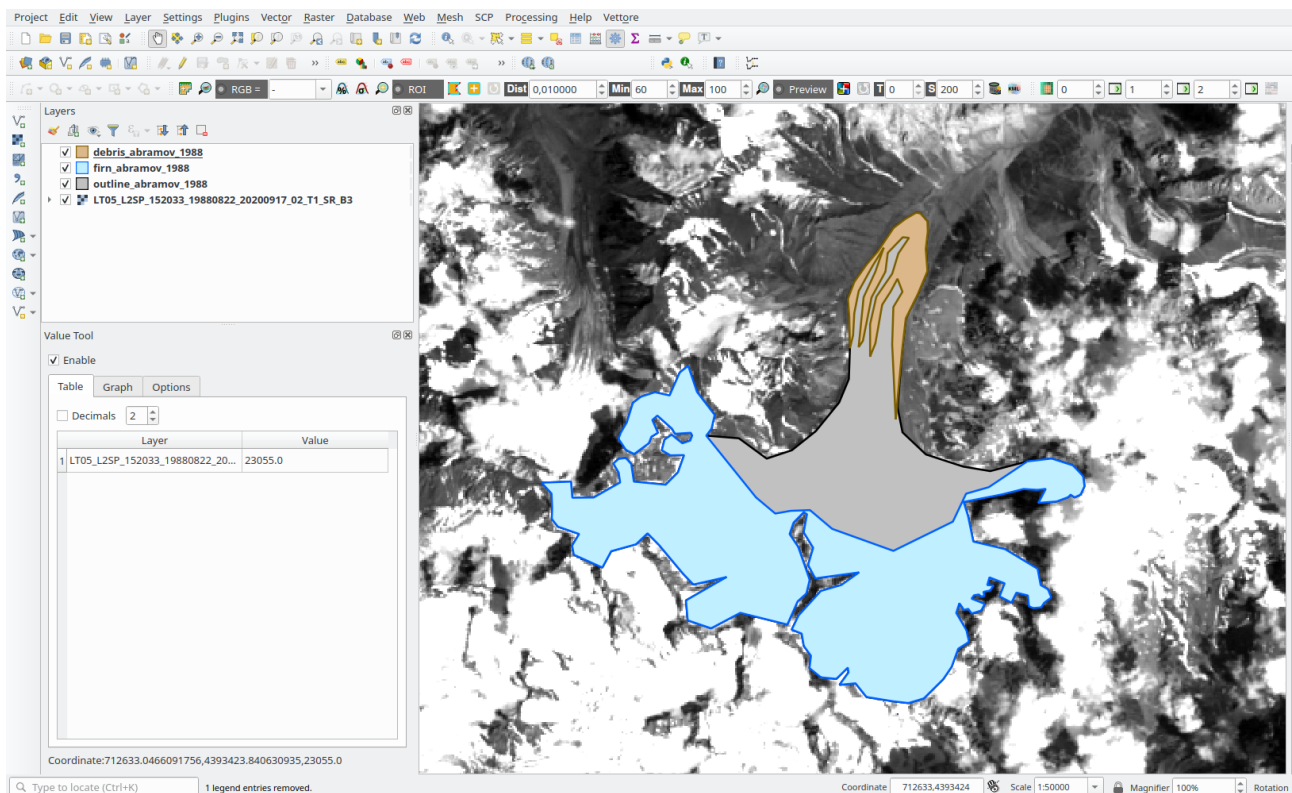 Project Edit View Layer Settings Plugins Vector Raster Database Web Mesh SCP Processing Help Vettore
RGB = - ROI Dist 0,010000 Min 60 Max 100 Preview T 0 S 200 0 1 2
Layers
debris_abramov_1988
firn_abramov_1988
outline_abramov_1988
LT05_L2SP_152033_19880822_20200917_02_T1_SR_B3
Value Tool
Enable
Table Graph Options
Decimals 2
Layer Value
1 LT05_L2SP_152033_19880822_20... 23055.0
Coordinate:712633.0466091756,4393423.840630935,23055.0
Type to locate (Ctrl+K) 1 legend entries removed. Coordinate 712633,4393424 Scale 1:50000 Magnifier 100% Rotation